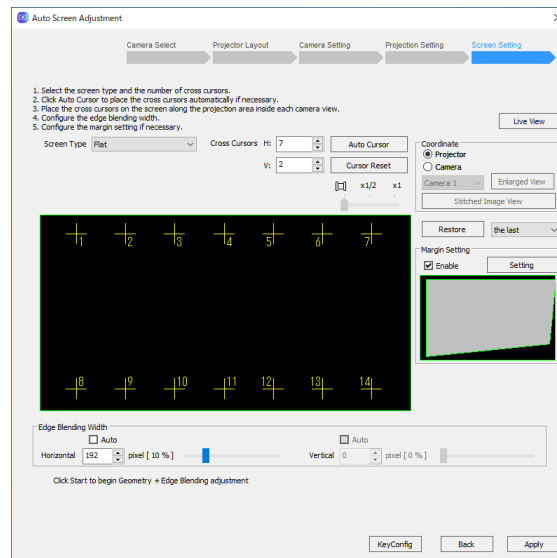 Auto Screen Adjustment
Camera Select
Projector Layout
Camera Setting
Projection Setting
Screen Setting
1. Select the screen type and the number of cross cursors.
2. Click Auto Cursor to place the cross cursors automatically if necessary.
3. Place the cross cursors on the screen along the projection area inside each camera view.
4. Configure the edge blending width.
5. Configure the margin setting if necessary.
Live View
Screen Type Flat
Cross Cursors H: 7
Auto Cursor
V: 2
Cursor Reset
x1/2 x1
Coordinate
Projector
Camera
Camera 1
Enlarged View
Stitched Image View
Restore
the last
Margin Setting
Enable
Setting
1 2 3 4 5 6 7
8 9 10 11 12 13 14
Edge Blending Width
Auto
Horizontal 192 pixel [ 10 % ]
Auto
Vertical 0 pixel [ 0 % ]
Click Start to begin Geometry + Edge Blending adjustment
KeyConfig
Back
Apply